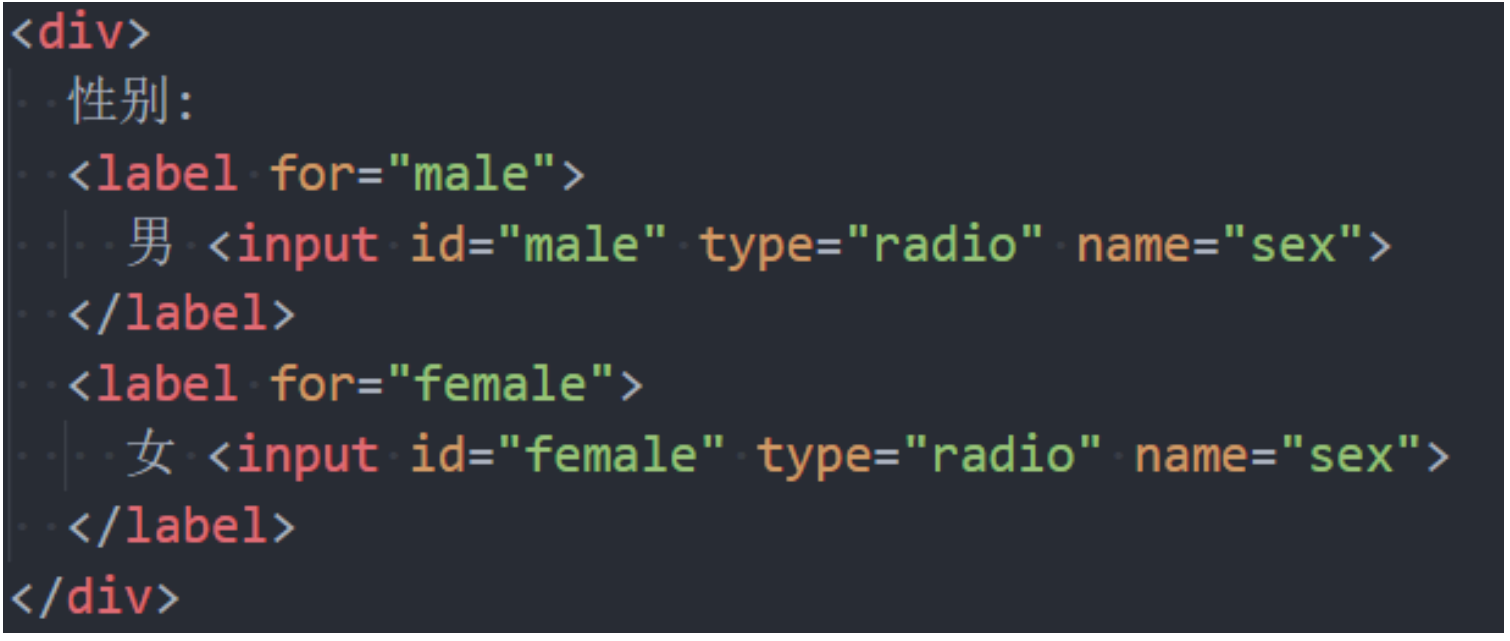 <div>
  性别:
  <label for="male">
    男 <input id="male" type="radio" name="sex">
  </label>
  <label for="female">
    女 <input id="female" type="radio" name="sex">
  </label>
</div>